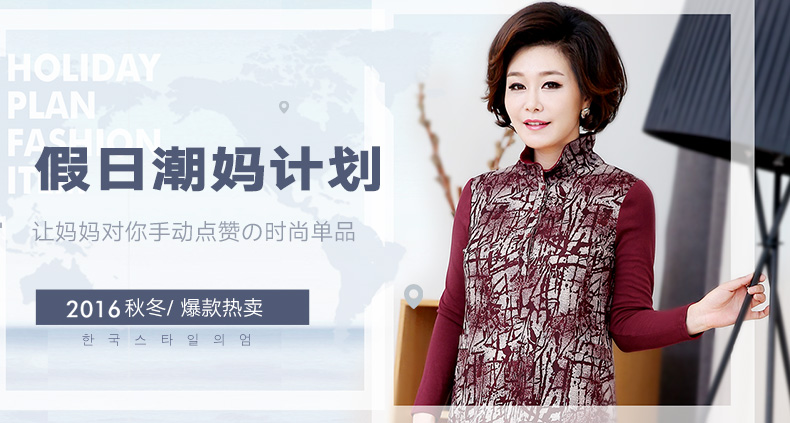 HOLIDAY
PLAN
FASHION
IT
假日潮妈计划
让妈妈对你手动点赞の时尚单品
2016秋冬/ 爆款热卖
한국스타일의엄